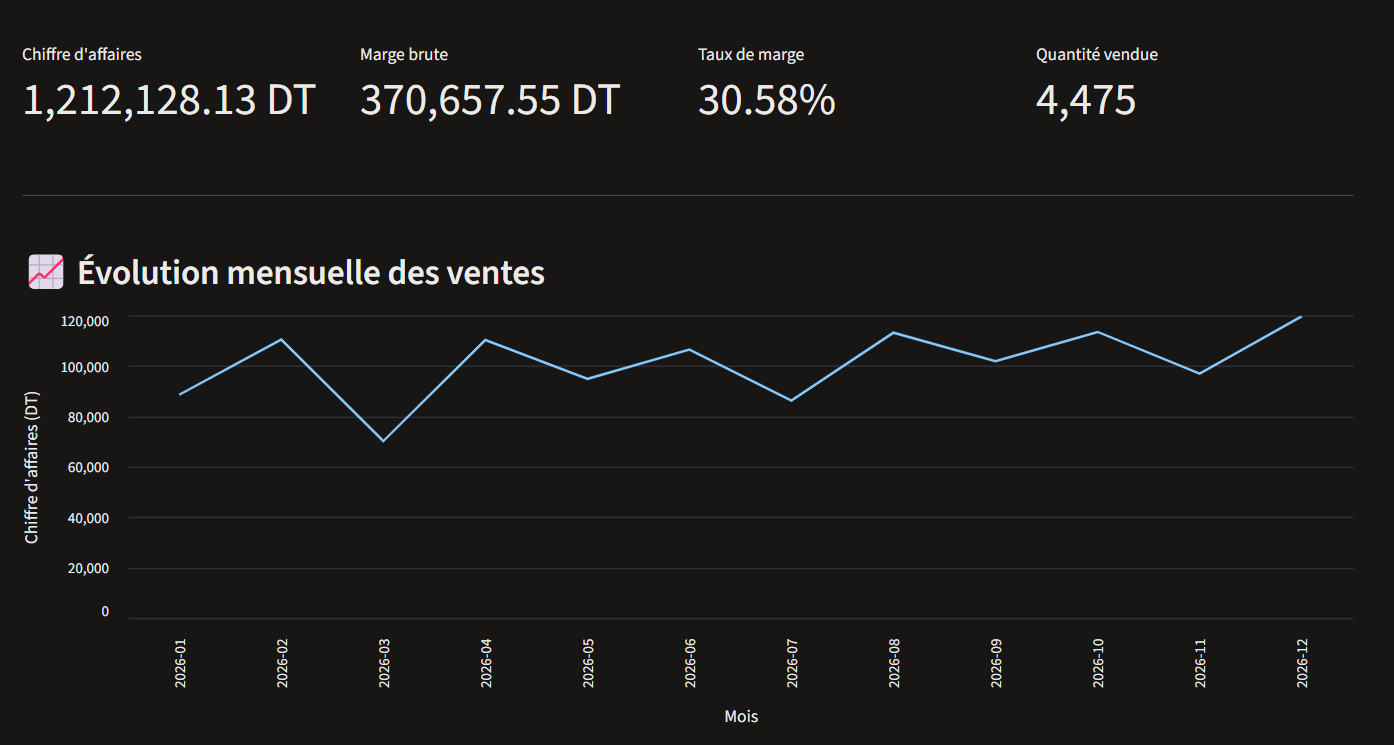 Chiffre d'affaires Marge brute Taux de marge Quantité vendue
1,212,128.13 DT 370,657.55 DT 30.58% 4,475
Évolution mensuelle des ventes
120,000
100,000
80,000
60,000
40,000
20,000
0
Chiffre d'affaires (DT)
2026-01 2026-02 2026-03 2026-04 2026-05 2026-06 2026-07 2026-08 2026-09 2026-10 2026-11 2026-12
Mois